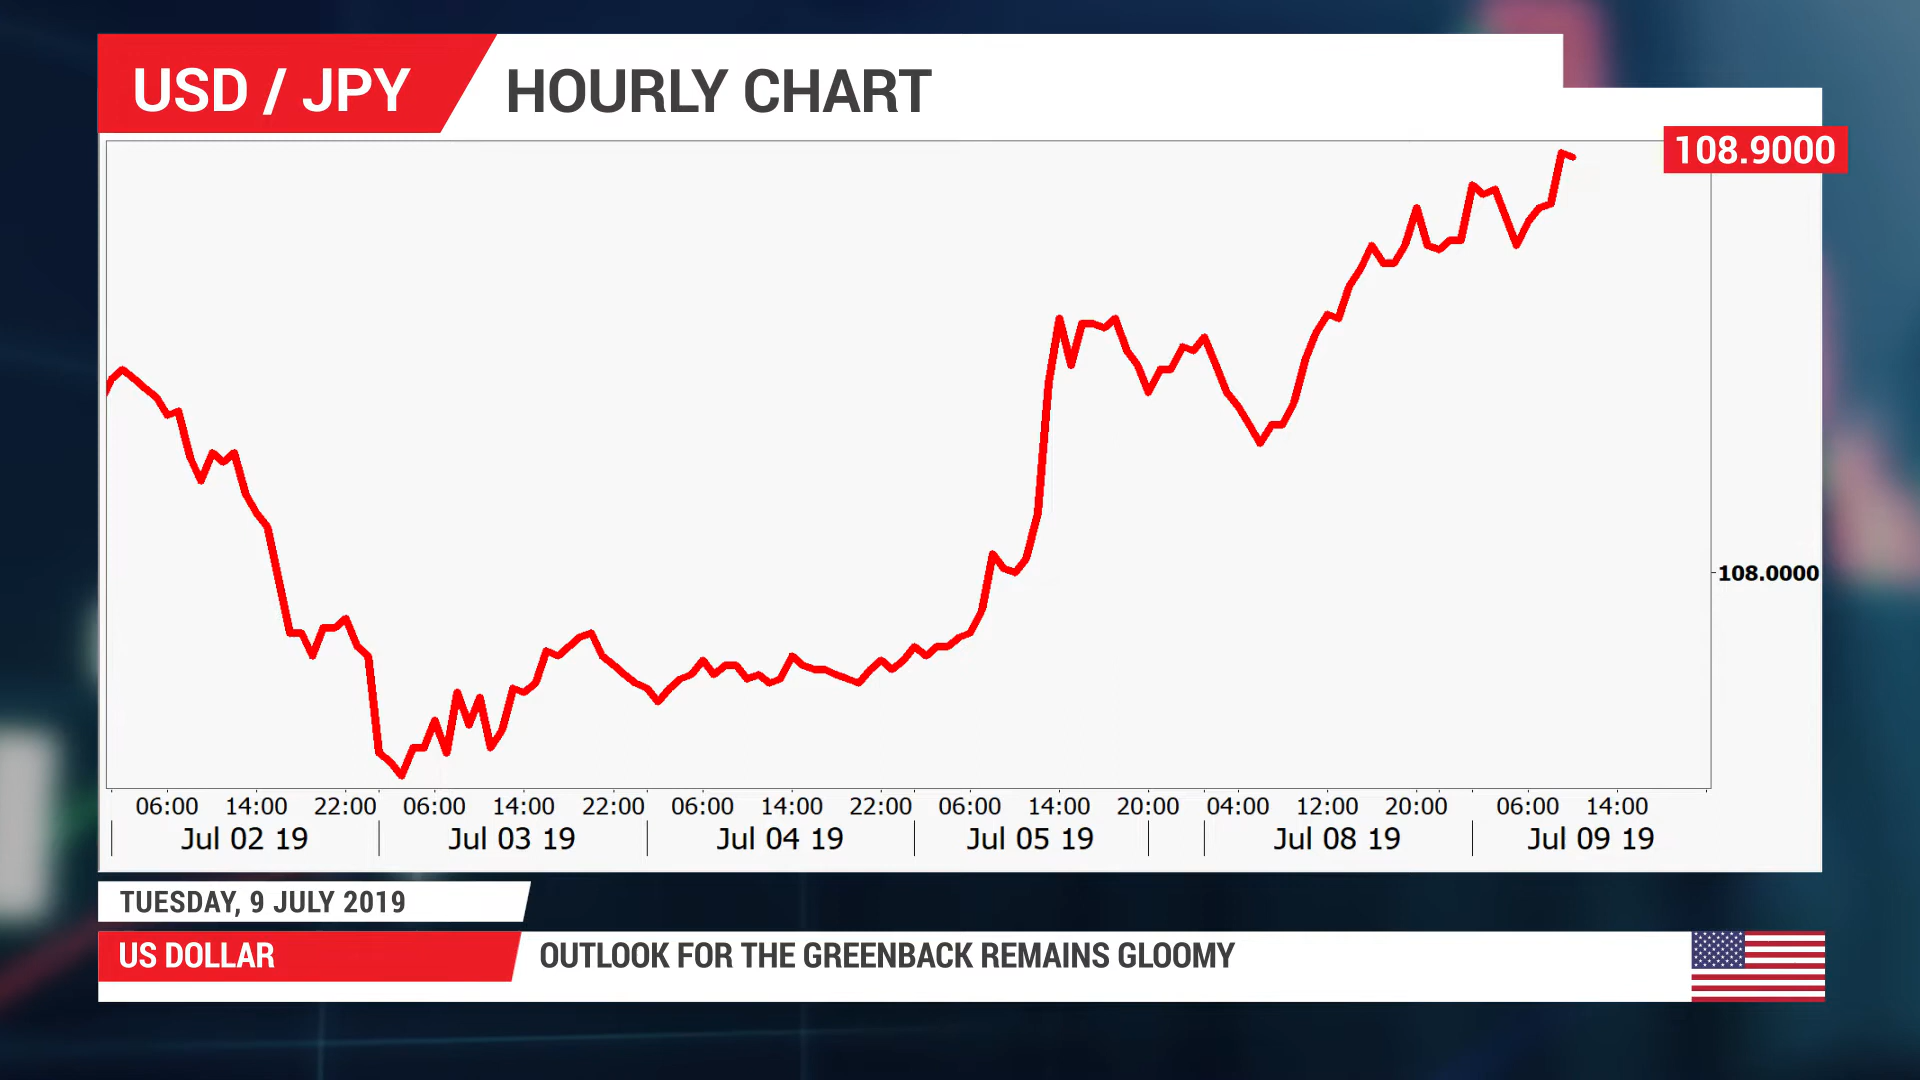 USD / JPY HOURLY CHART
108.9000
108.0000
06:00 14:00 22:00 06:00 14:00 22:00 06:00 14:00 22:00 06:00 14:00 20:00 04:00 12:00 20:00 06:00 14:00
Jul 02 19 Jul 03 19 Jul 04 19 Jul 05 19 Jul 08 19 Jul 09 19
TUESDAY, 9 JULY 2019
US DOLLAR OUTLOOK FOR THE GREENBACK REMAINS GLOOMY